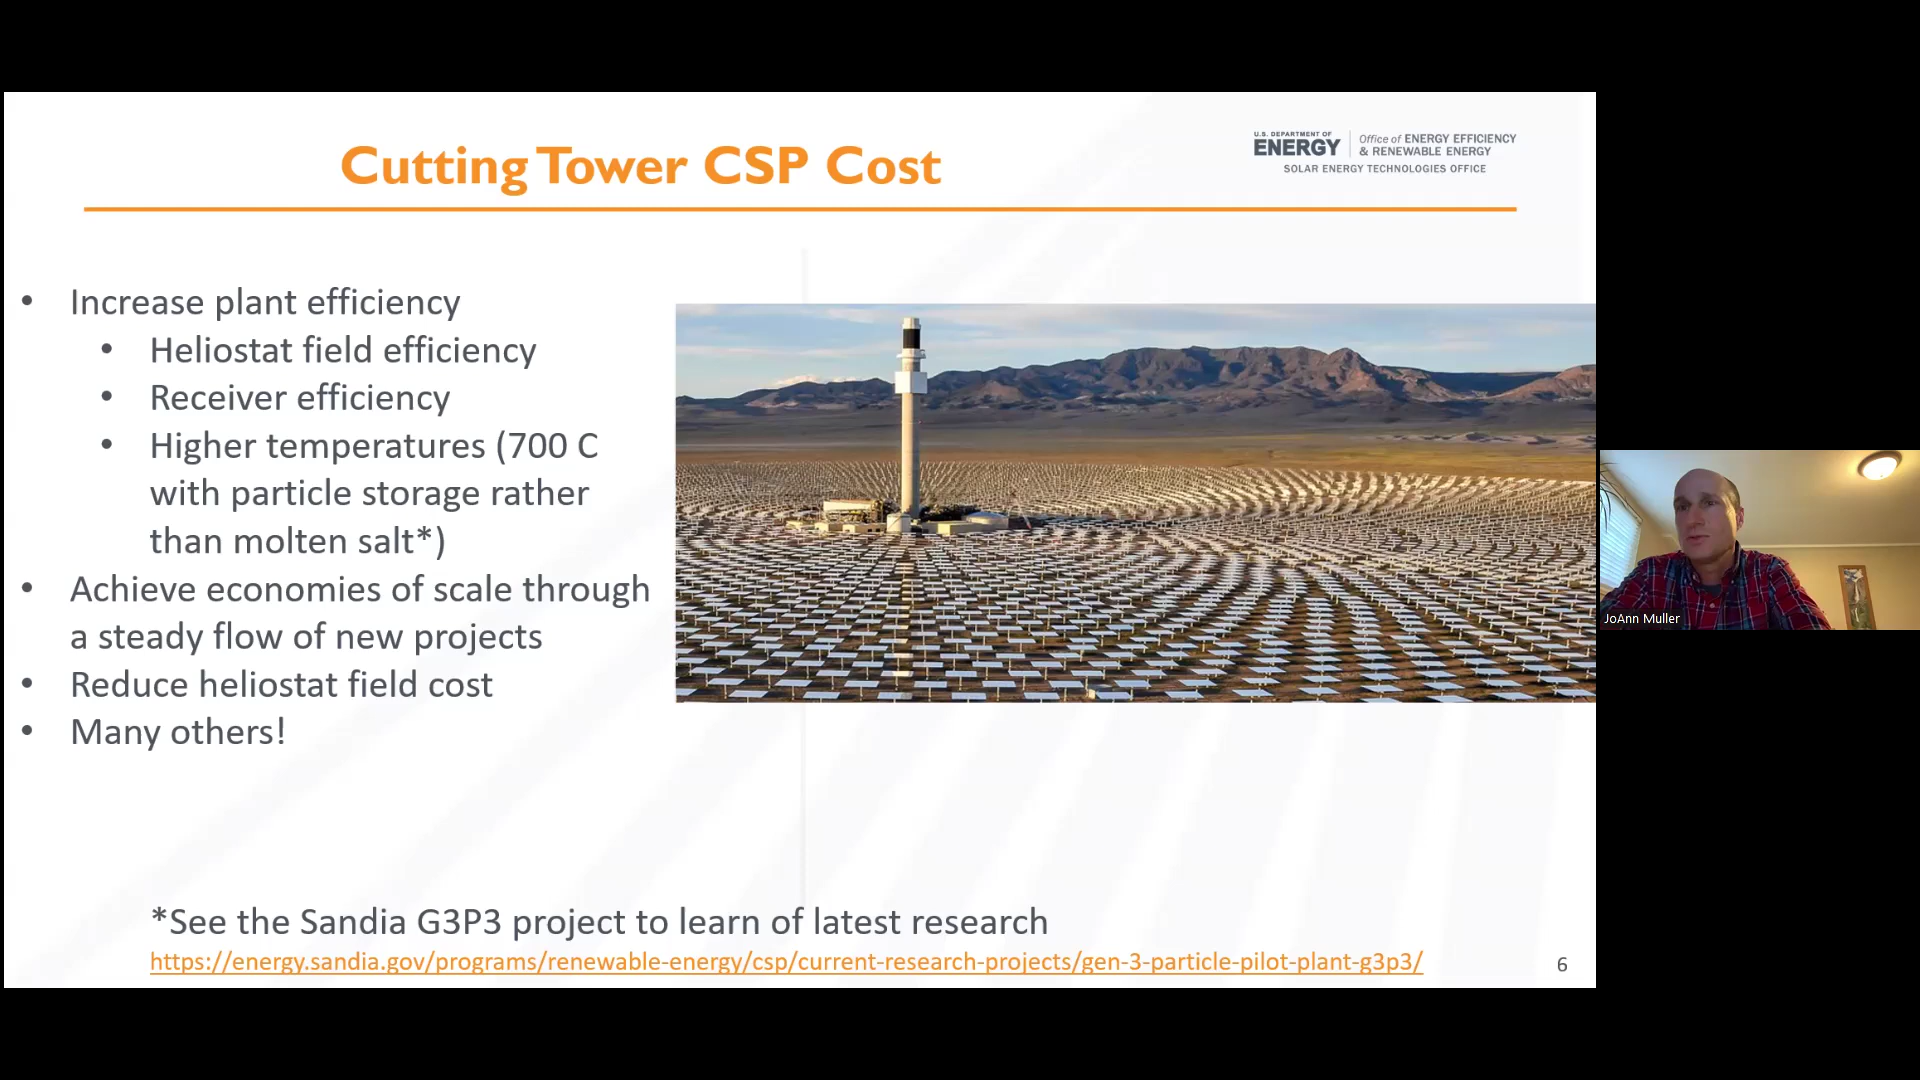 Cutting Tower CSP Cost
U.S. DEPARTMENT OF
ENERGY
Office of ENERGY EFFICIENCY
& RENEWABLE ENERGY
SOLAR ENERGY TECHNOLOGIES OFFICE
• Increase plant efficiency
• Heliostat field efficiency
• Receiver efficiency
• Higher temperatures (700 C
with particle storage rather
than molten salt*)
• Achieve economies of scale through
a steady flow of new projects
• Reduce heliostat field cost
• Many others!
JoAnn Muller
*See the Sandia G3P3 project to learn of latest research
https://energy.sandia.gov/programs/renewable-energy/csp/current-research-projects/gen-3-particle-pilot-plant-g3p3/
6